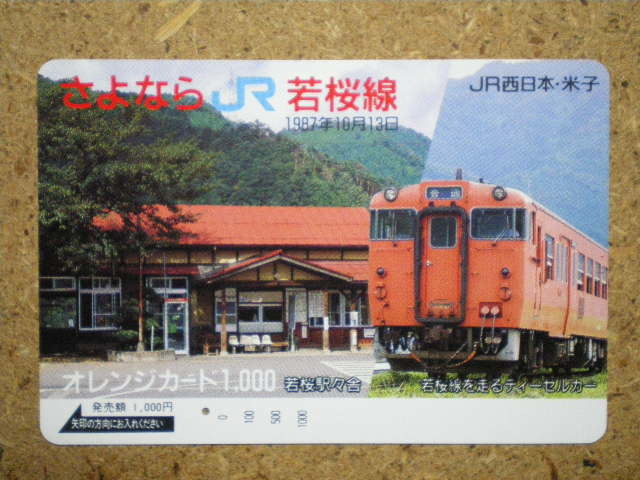 さよならJR若桜線
JR西日本・米子
1987年10月13日
普通
オレンジカード1,000
若桜駅々舎
若桜線を走るディーゼルカー
発売額 1,000円
矢印の方向にお入れください
0 100 500 1000